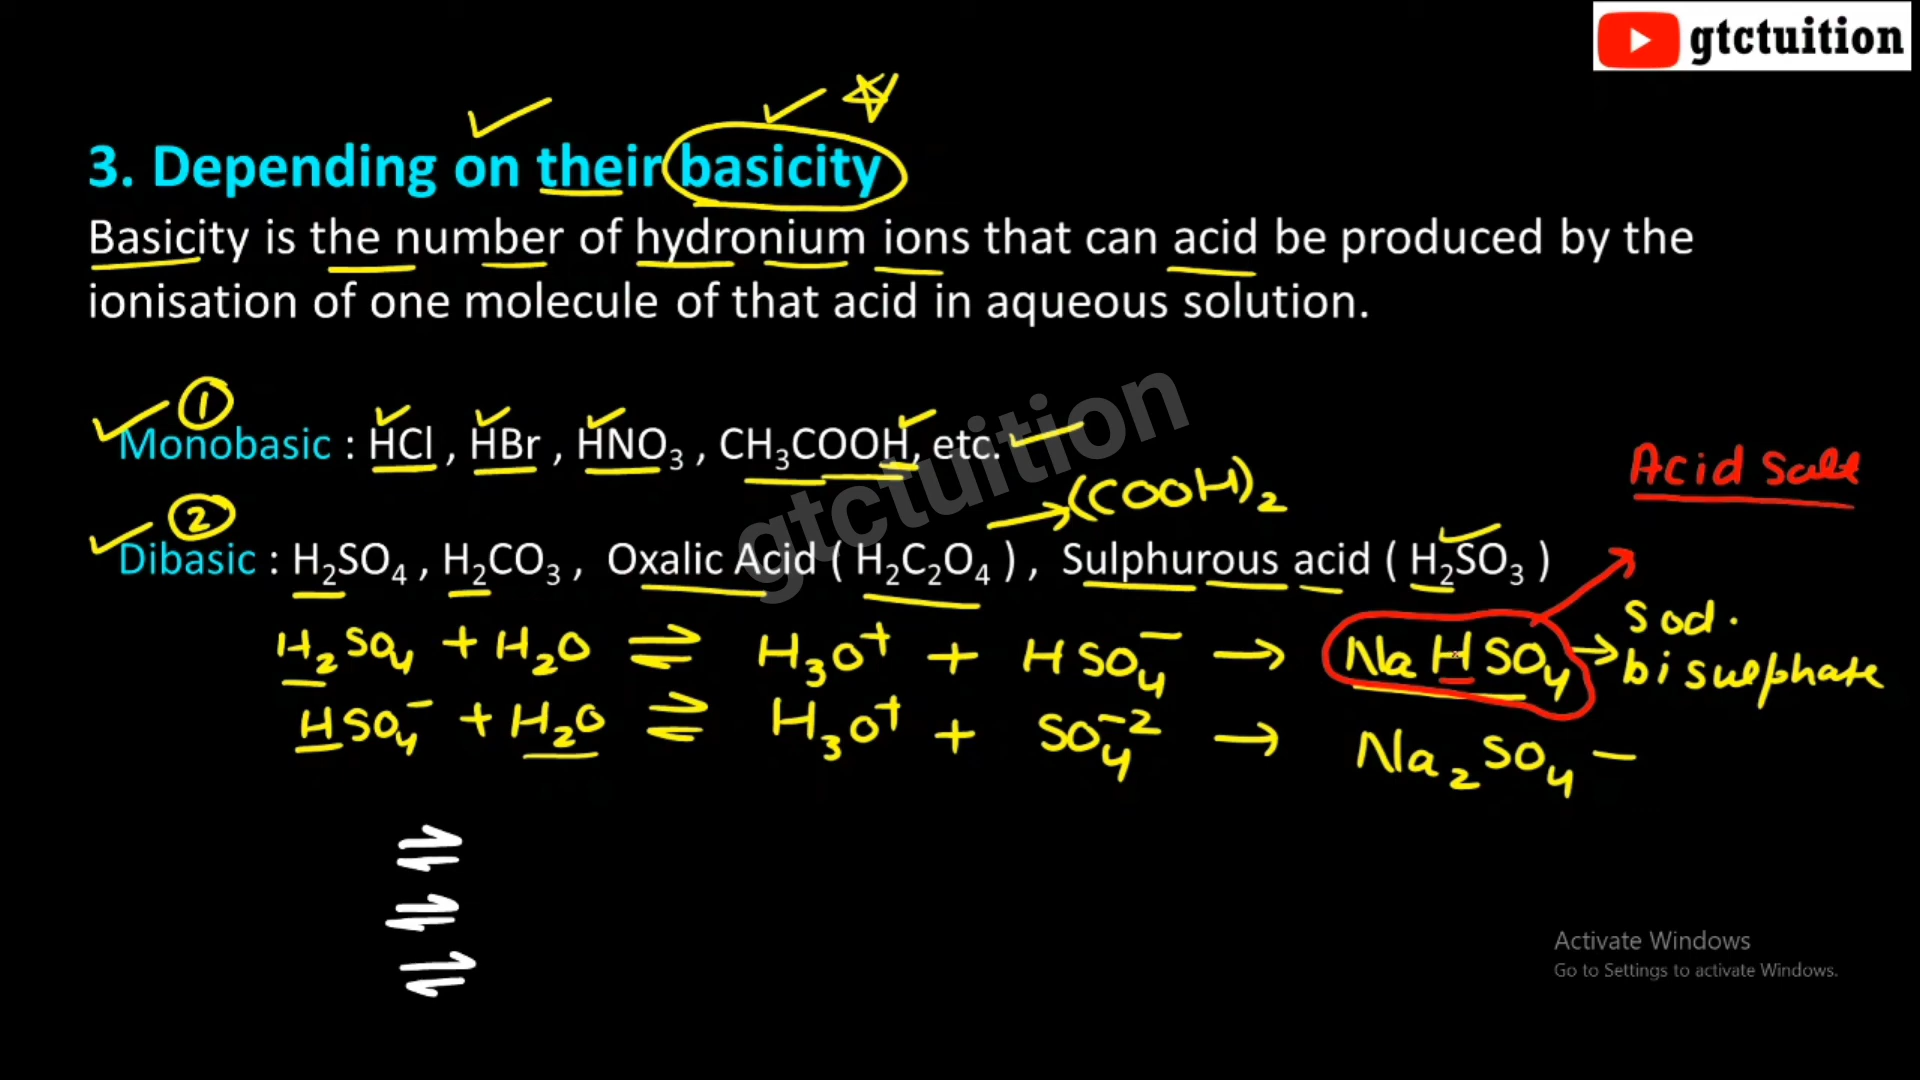 gtctuition
3. Depending on their basicity
Basicity is the number of hydronium ions that can acid be produced by the
ionisation of one molecule of that acid in aqueous solution.
①
Monobasic : HCl , HBr , HNO₃ , CH₃COOH, etc.
Acid Salt
→ (COOH)₂
②
Dibasic : H₂SO₄ , H₂CO₃ , Oxalic Acid ( H₂C₂O₄ ) , Sulphurous acid ( H₂SO₃ )
H₂SO₄ + H₂O ⇌ H₃O⁺ + HSO₄⁻ → NaHSO₄ → Sod. bisulphate
HSO₄⁻ + H₂O ⇌ H₃O⁺ + SO₄⁻² → Na₂SO₄ –
⇌
⇌
⇌
gtctuition
Activate Windows
Go to Settings to activate Windows.